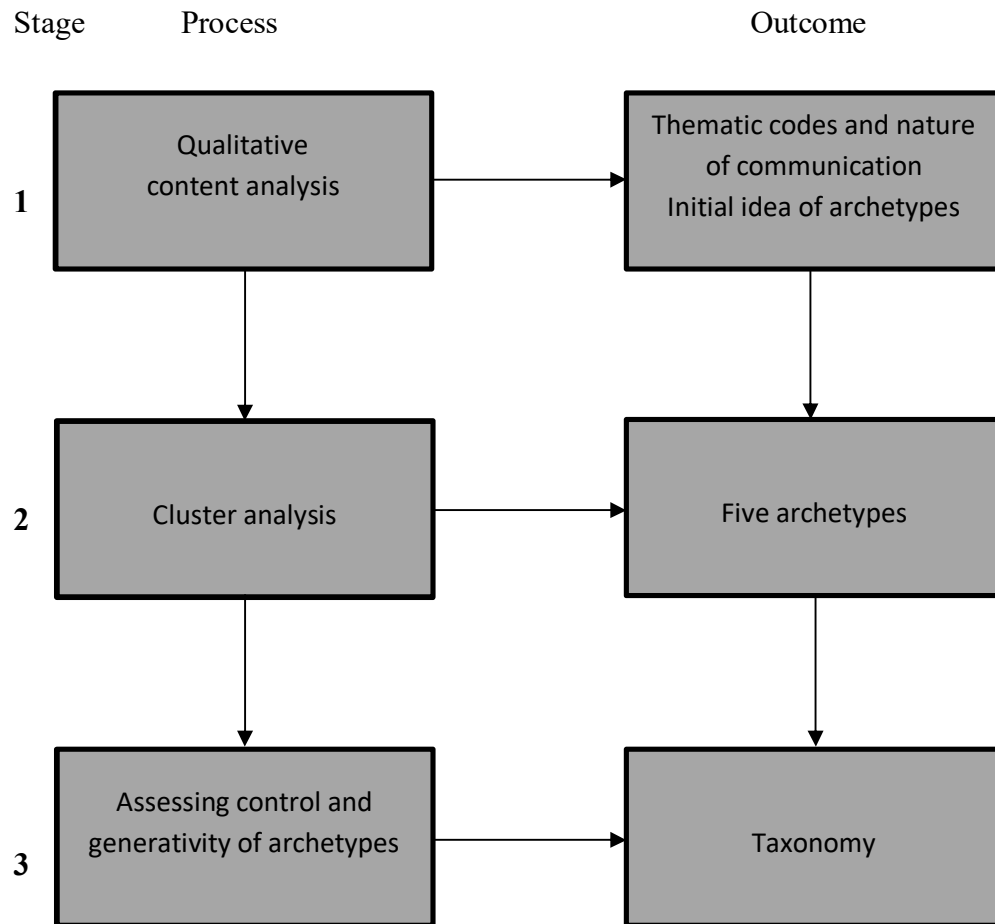 Stage Process Outcome
Qualitative
content analysis
Thematic codes and nature
of communication
Initial idea of archetypes
1
Cluster analysis
Five archetypes
2
Assessing control and
generativity of archetypes
Taxonomy
3